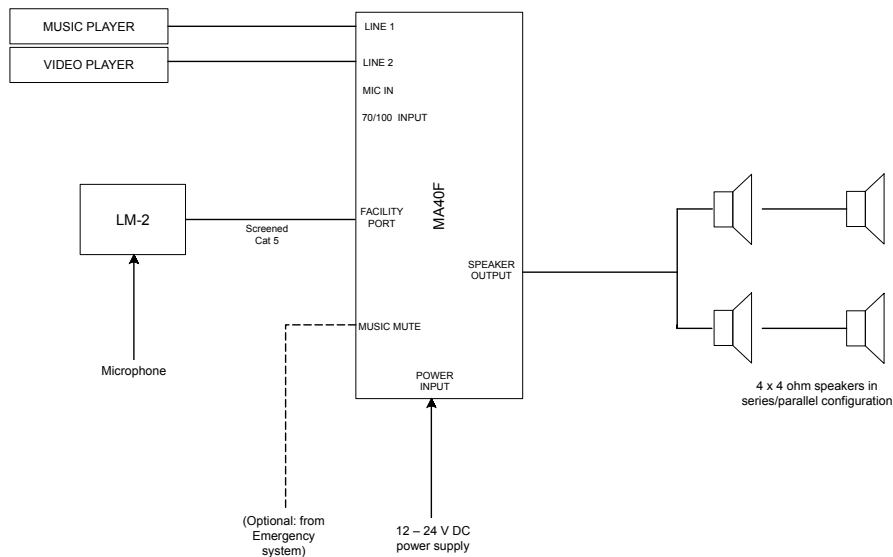 MUSIC PLAYER
VIDEO PLAYER
LINE 1
LINE 2
MIC IN
70/100 INPUT
MA40F
LM-2
Screened
Cat 5
FACILITY
PORT
SPEAKER
OUTPUT
MUSIC MUTE
POWER
INPUT
Microphone
4 x 4 ohm speakers in
series/parallel configuration
(Optional: from
Emergency
system)
12 – 24 V DC
power supply